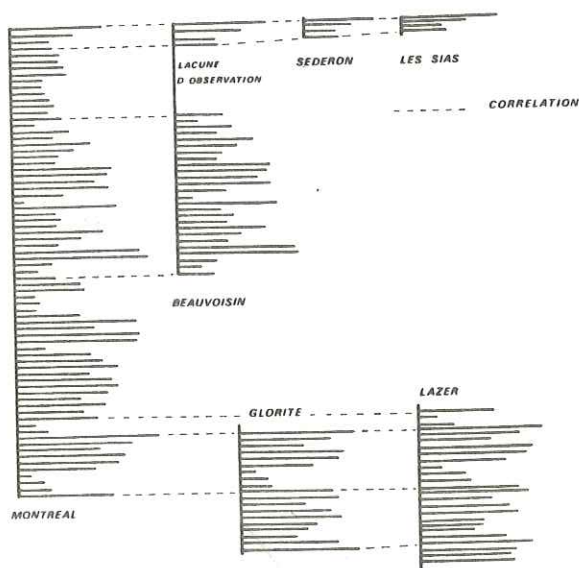 LACUNE
D OBSERVATION
SEDERON
LES SIAS
CORRELATION
BEAUVOISIN
LAZER
GLORITE
MONTREAL